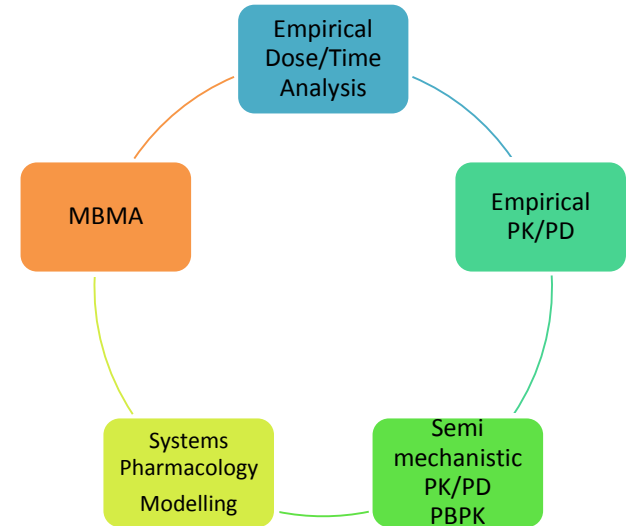 Empirical
Dose/Time
Analysis
MBMA
Empirical
PK/PD
Systems
Pharmacology
Modelling
Semi
mechanistic
PK/PD
PBPK